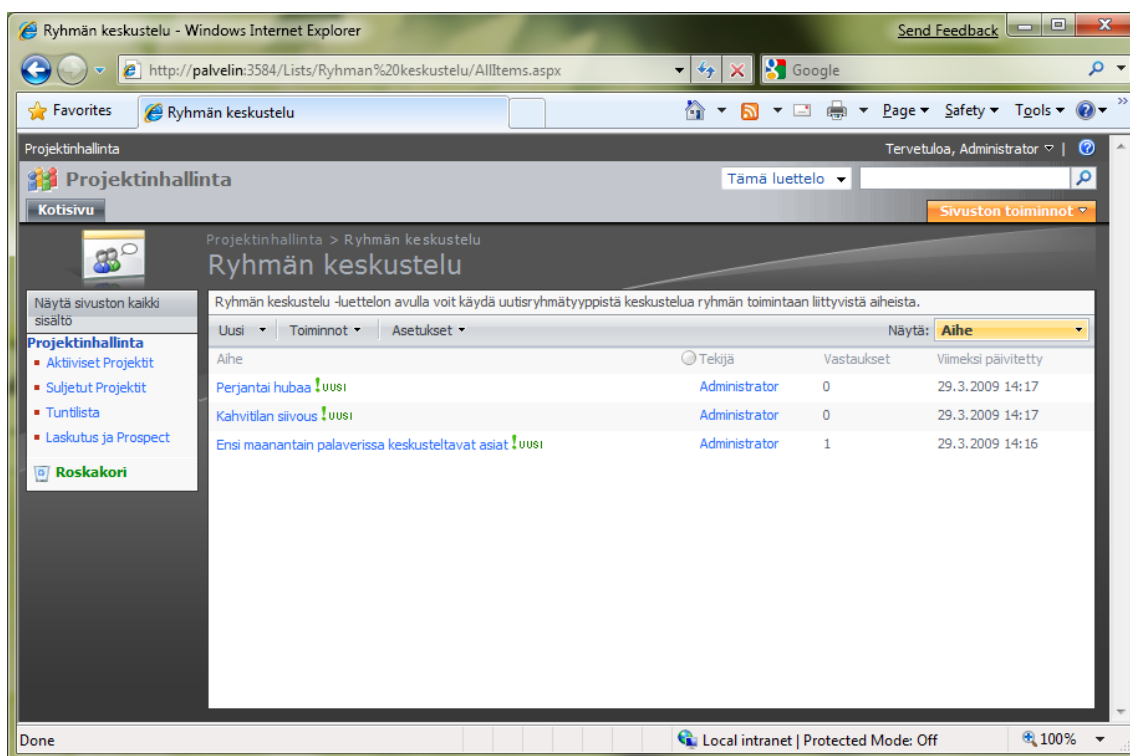 Ryhmän keskustelu - Windows Internet Explorer
Send Feedback
http://palvelin:3584/Lists/Ryhman%20keskustelu/AllItems.aspx
Google
Favorites
Ryhmän keskustelu
Page
Safety
Tools
Projektinhallinta
Tervetuloa, Administrator
Projektinhallinta
Tämä luettelo
Kotisivu
Sivuston toiminnot
Projektinhallinta > Ryhmän keskustelu
Ryhmän keskustelu
Näytä sivuston kaikki
sisältö
Projektinhallinta
Aktiiviset Projektit
Suljetut Projektit
Tuntilista
Laskutus ja Prospect
Roskakori
Ryhmän keskustelu -luettelon avulla voit käydä uutisryhmätyyppistä keskustelua ryhmän toimintaan liittyvistä aiheista.
Uusi Toiminnot Asetukset Näytä: Aihe
Aihe Tekijä Vastaukset Viimeksi päivitetty
Perjantai hubaa ! UUSI Administrator 0 29.3.2009 14:17
Kahvitilan siivous ! UUSI Administrator 0 29.3.2009 14:17
Ensi maanantain palaverissa keskusteltavat asiat ! UUSI Administrator 1 29.3.2009 14:16
Done
Local intranet | Protected Mode: Off
100%